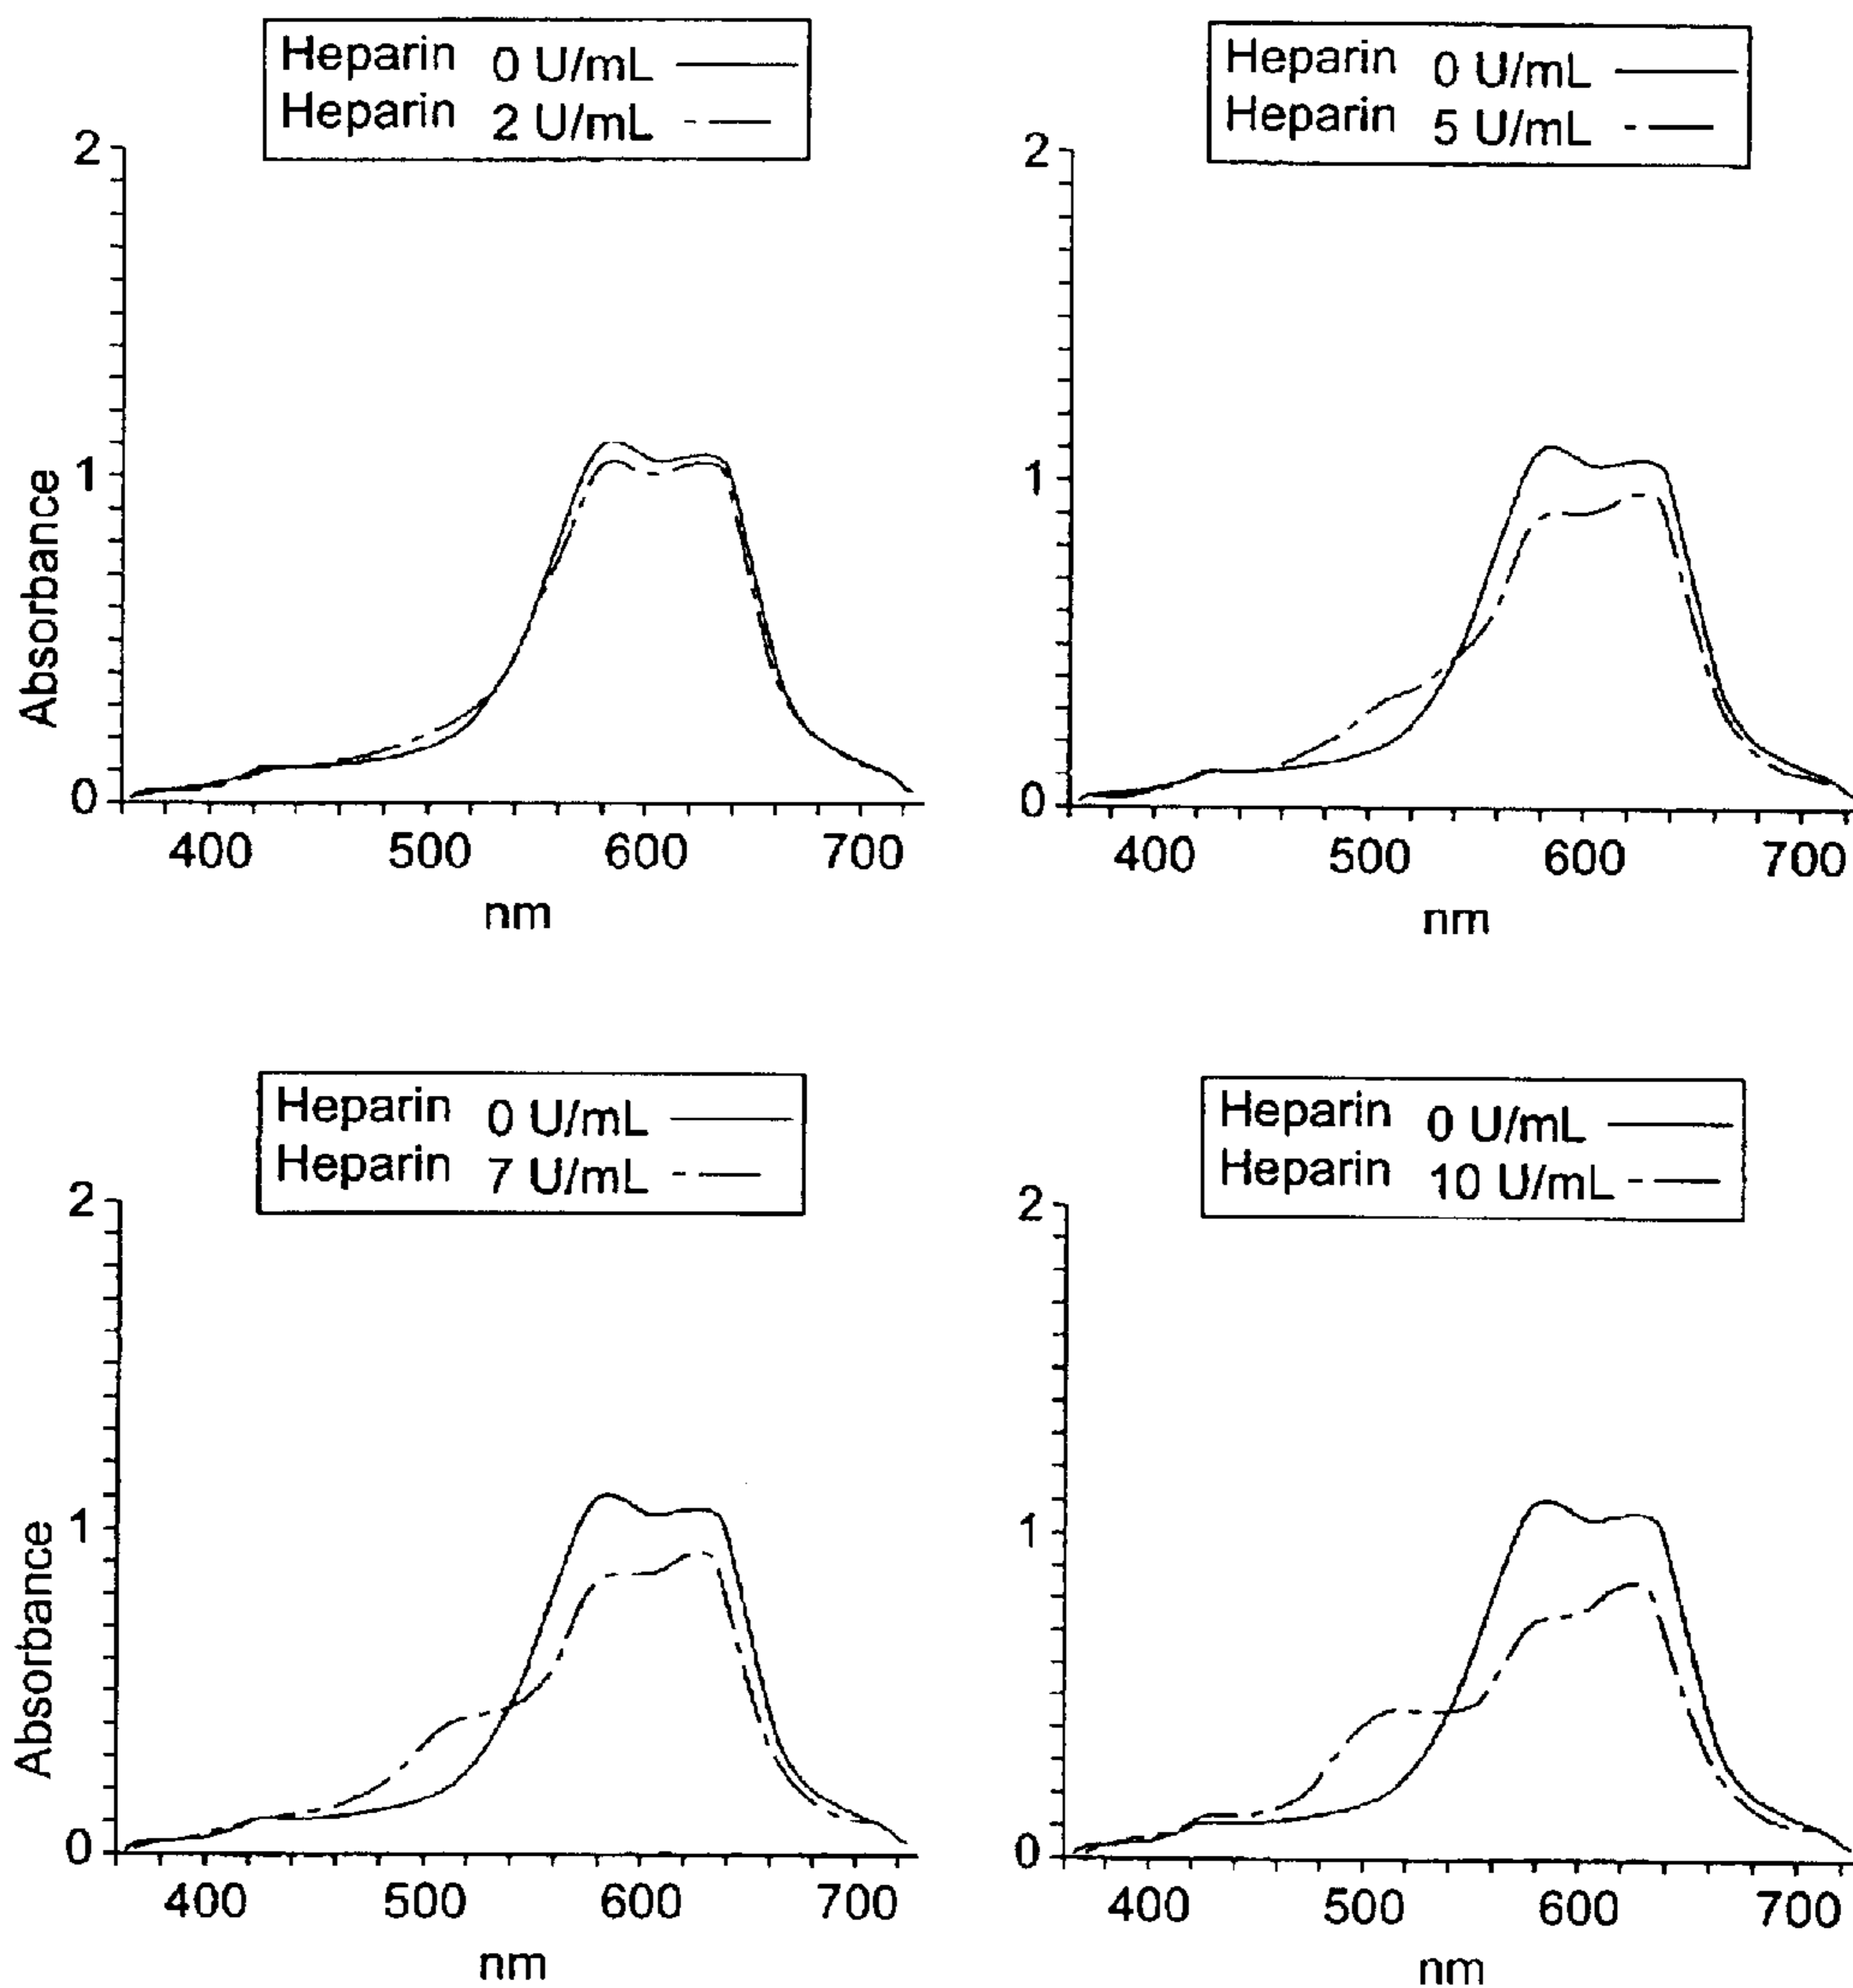 Heparin 0 U/mL
Heparin 2 U/mL
2
1
0
Absorbance
400 500 600 700
nm
Heparin 0 U/mL
Heparin 5 U/mL
2
1
0
400 500 600 700
nm
Heparin 0 U/mL
Heparin 7 U/mL
2
1
0
Absorbance
400 500 600 700
nm
Heparin 0 U/mL
Heparin 10 U/mL
2
1
0
400 500 600 700
nm